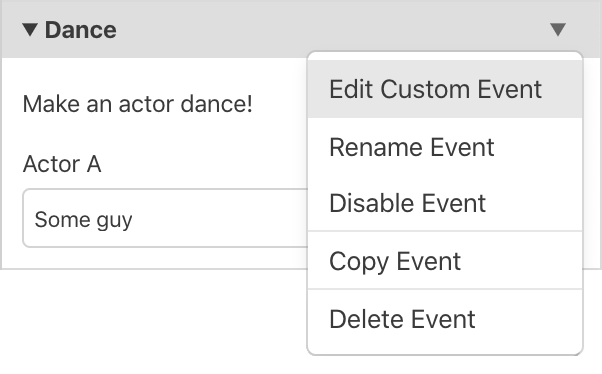 Dance
Make an actor dance!
Actor A
Some guy
Edit Custom Event
Rename Event
Disable Event
Copy Event
Delete Event